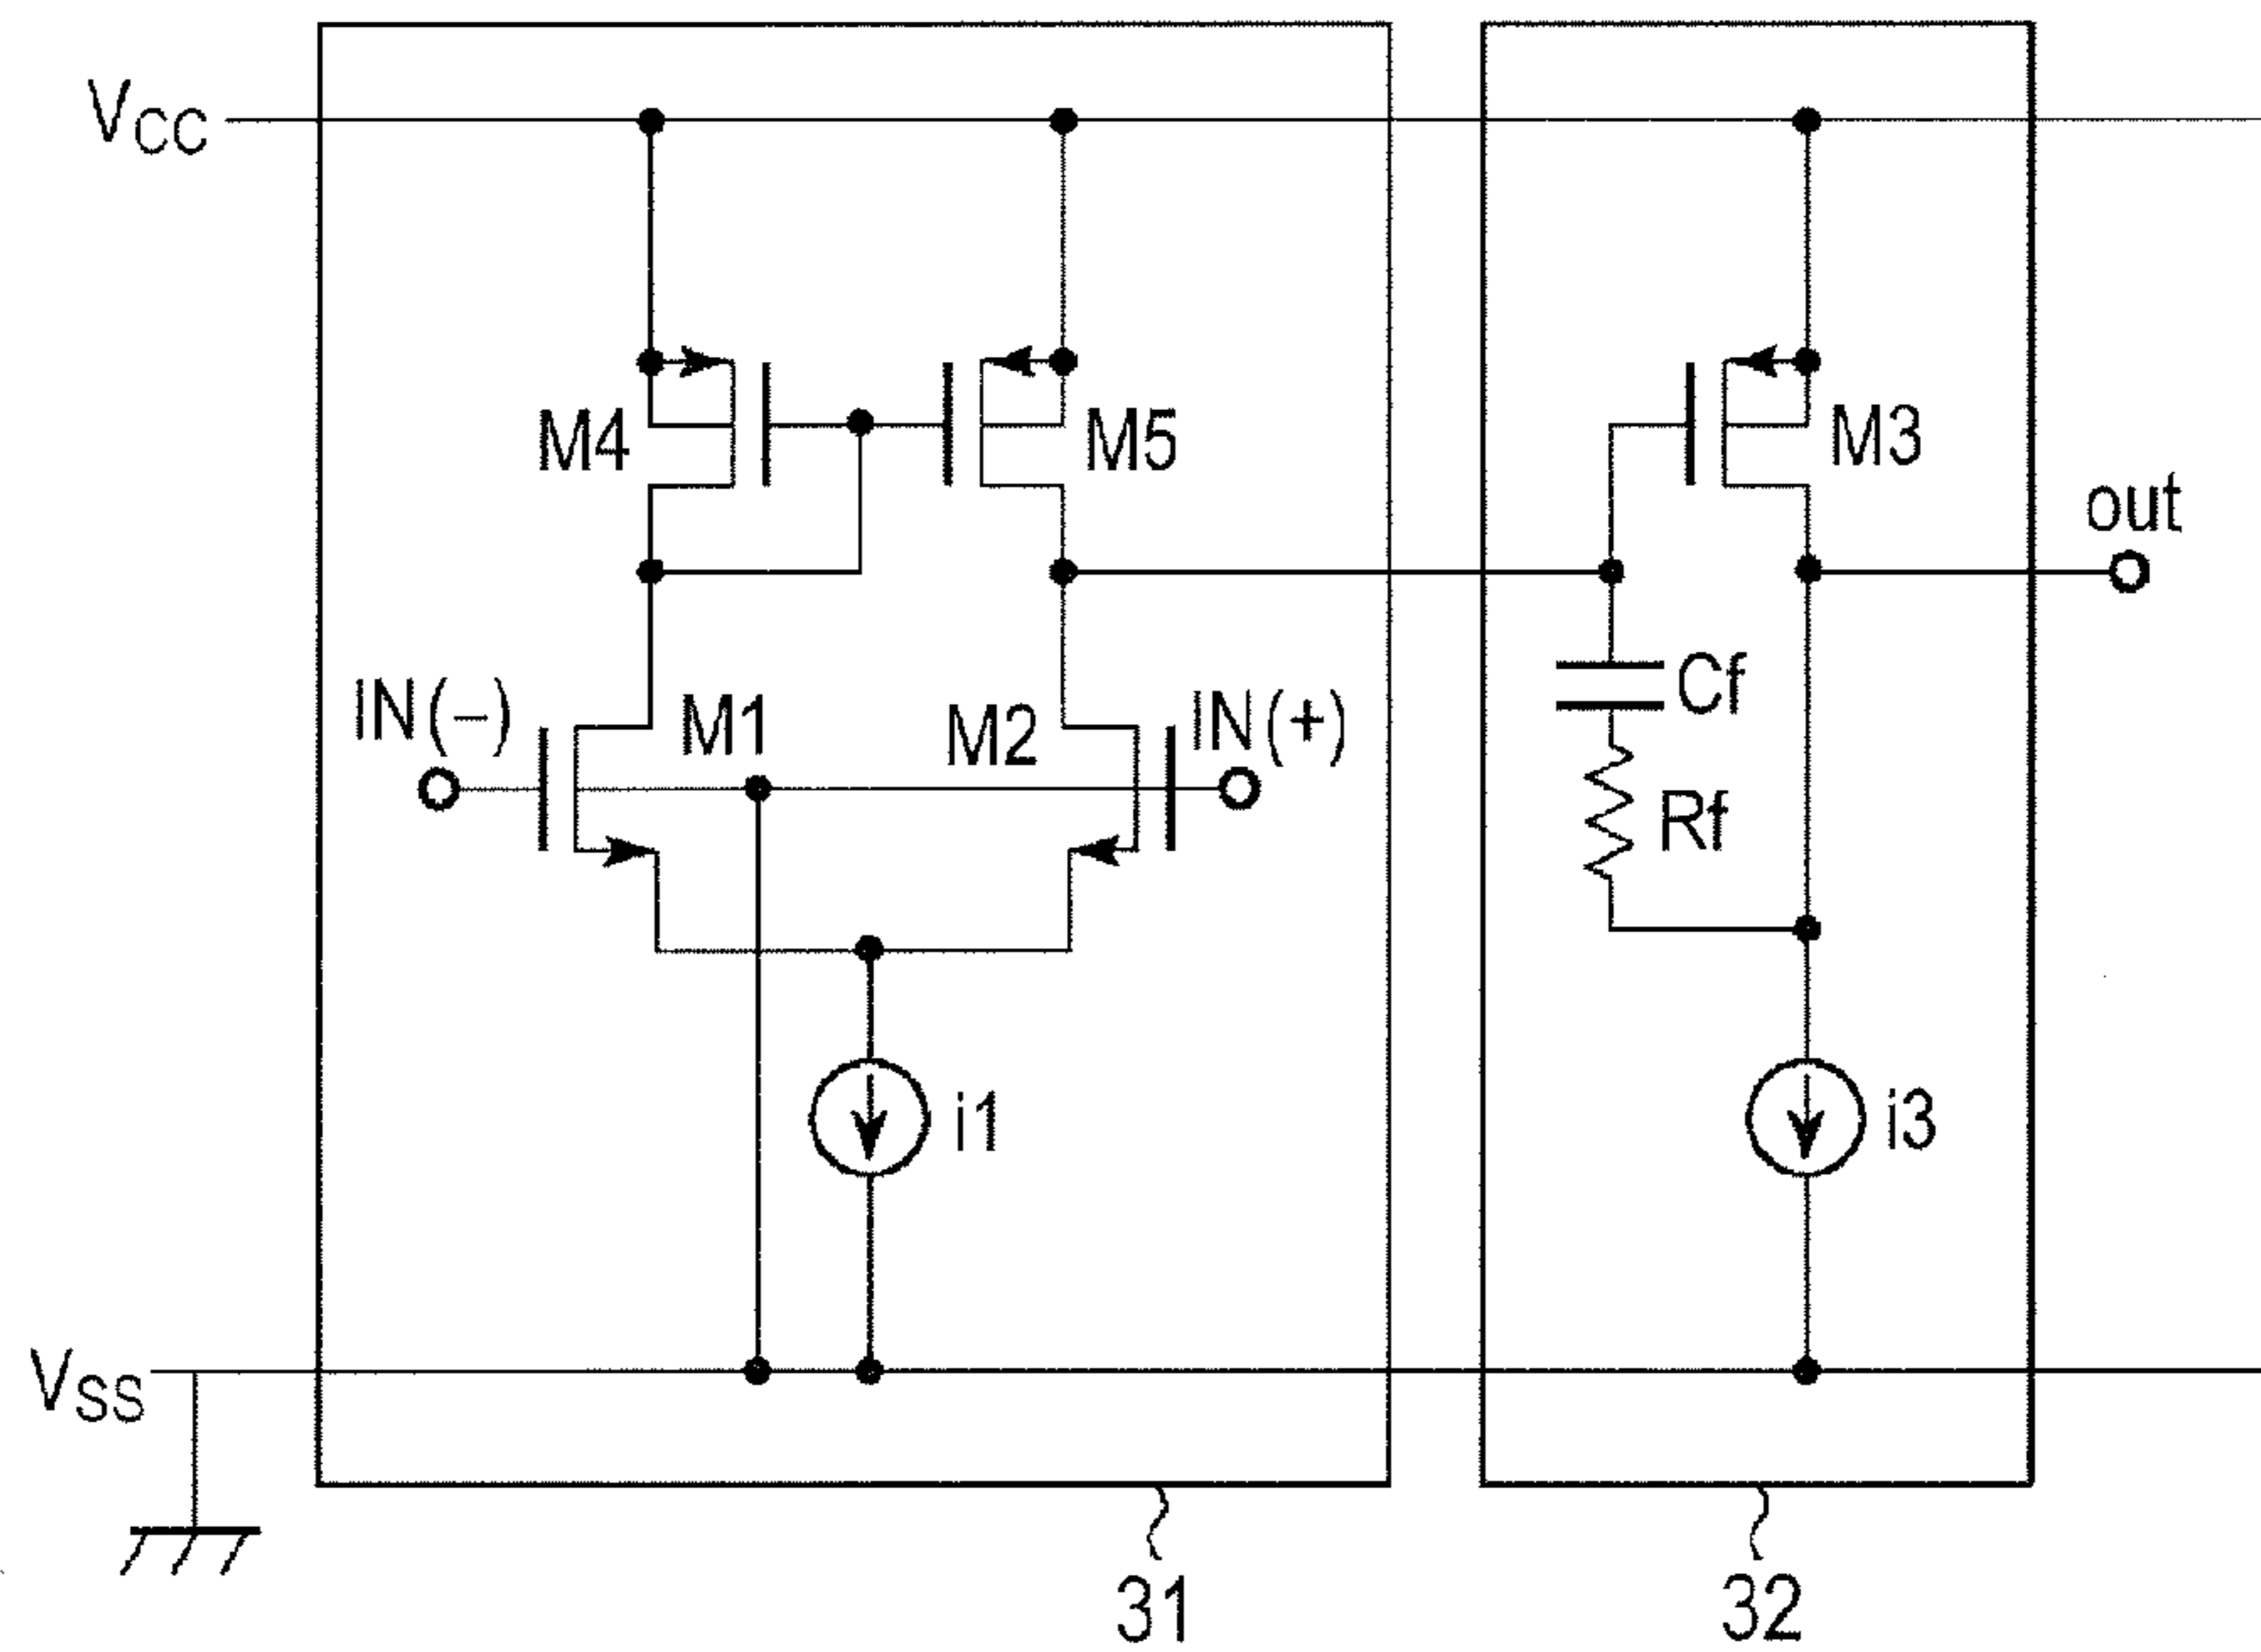 VCC
M4
M5
M3
out
IN(−)
M1
M2
IN(+)
Cf
Rf
i1
i3
VSS
31
32